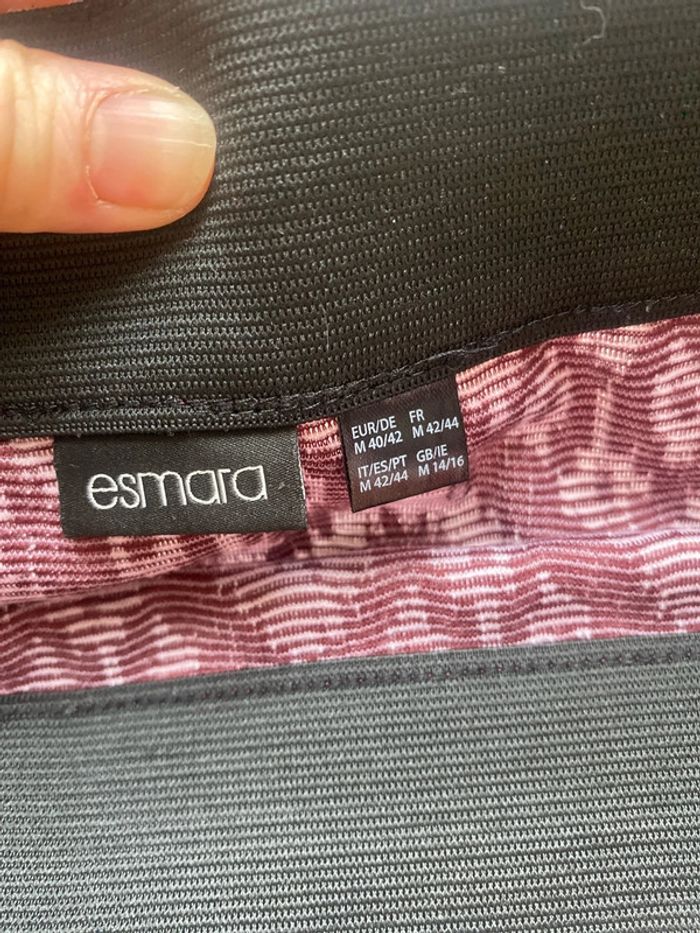 esmara
EUR/DE FR
M 40/42 M 42/44
IT/ES/PT GB/IE
M 42/44 M 14/16